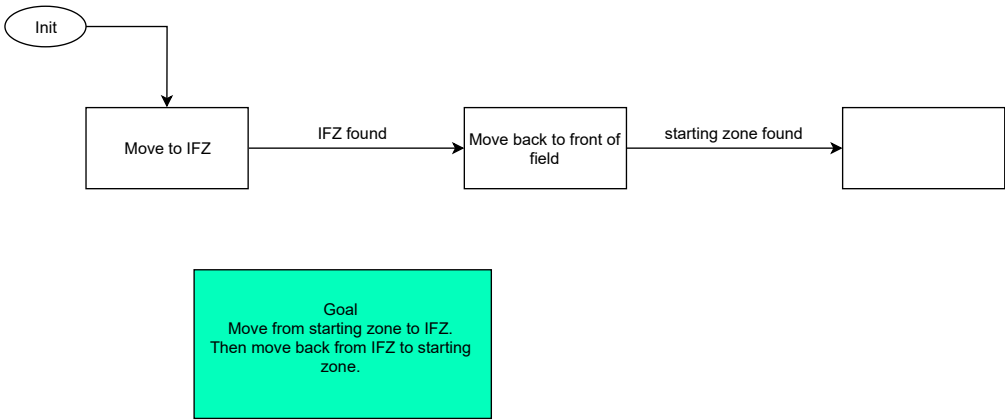 Init
Move to IFZ
IFZ found
Move back to front of
field
starting zone found
Goal
Move from starting zone to IFZ.
Then move back from IFZ to starting
zone.